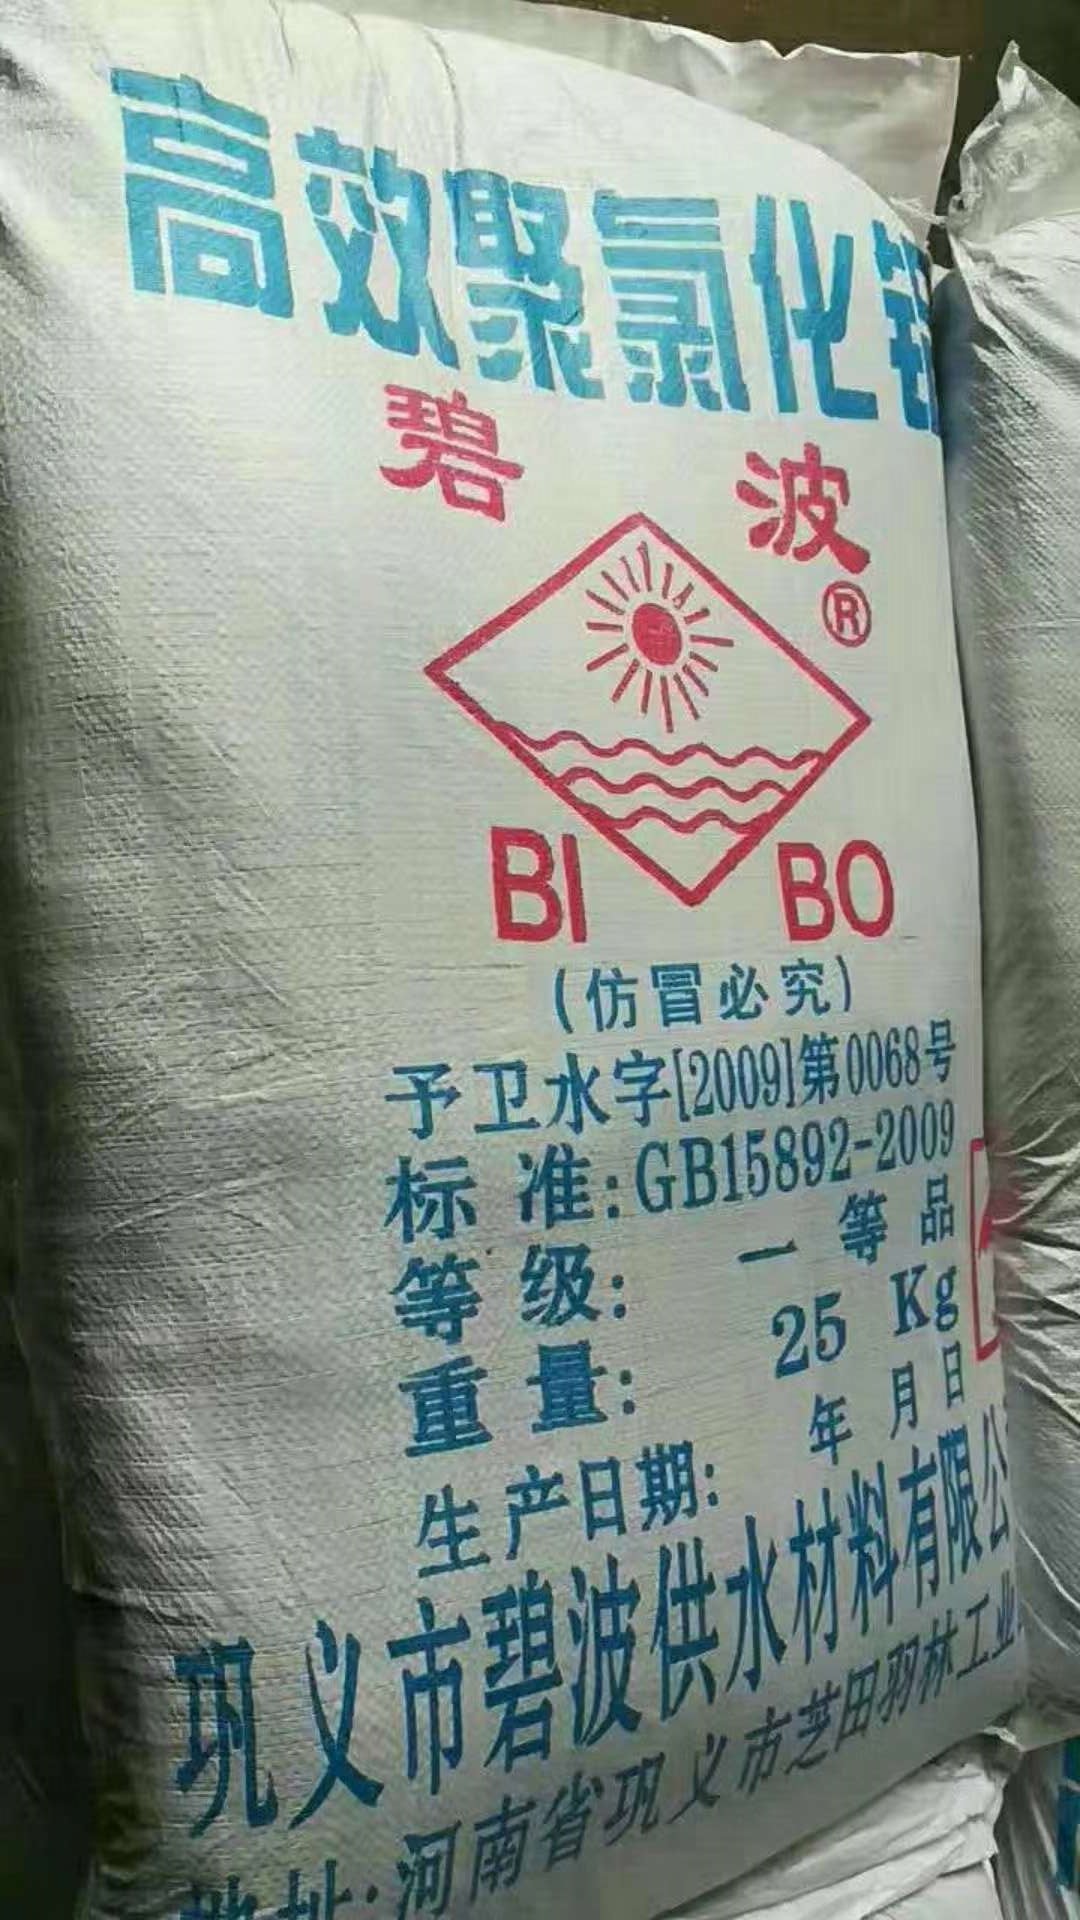 高效聚氯化铝
碧 波
®
BI BO
(仿冒必究)
予卫水字[2009]第0068号
标 准:GB15892-2009
等 级: 一等品
重 量: 25 Kg
生产日期: 年 月 日
巩义市碧波供水材料有限公
地址:河南省巩义市芝田羽林工业